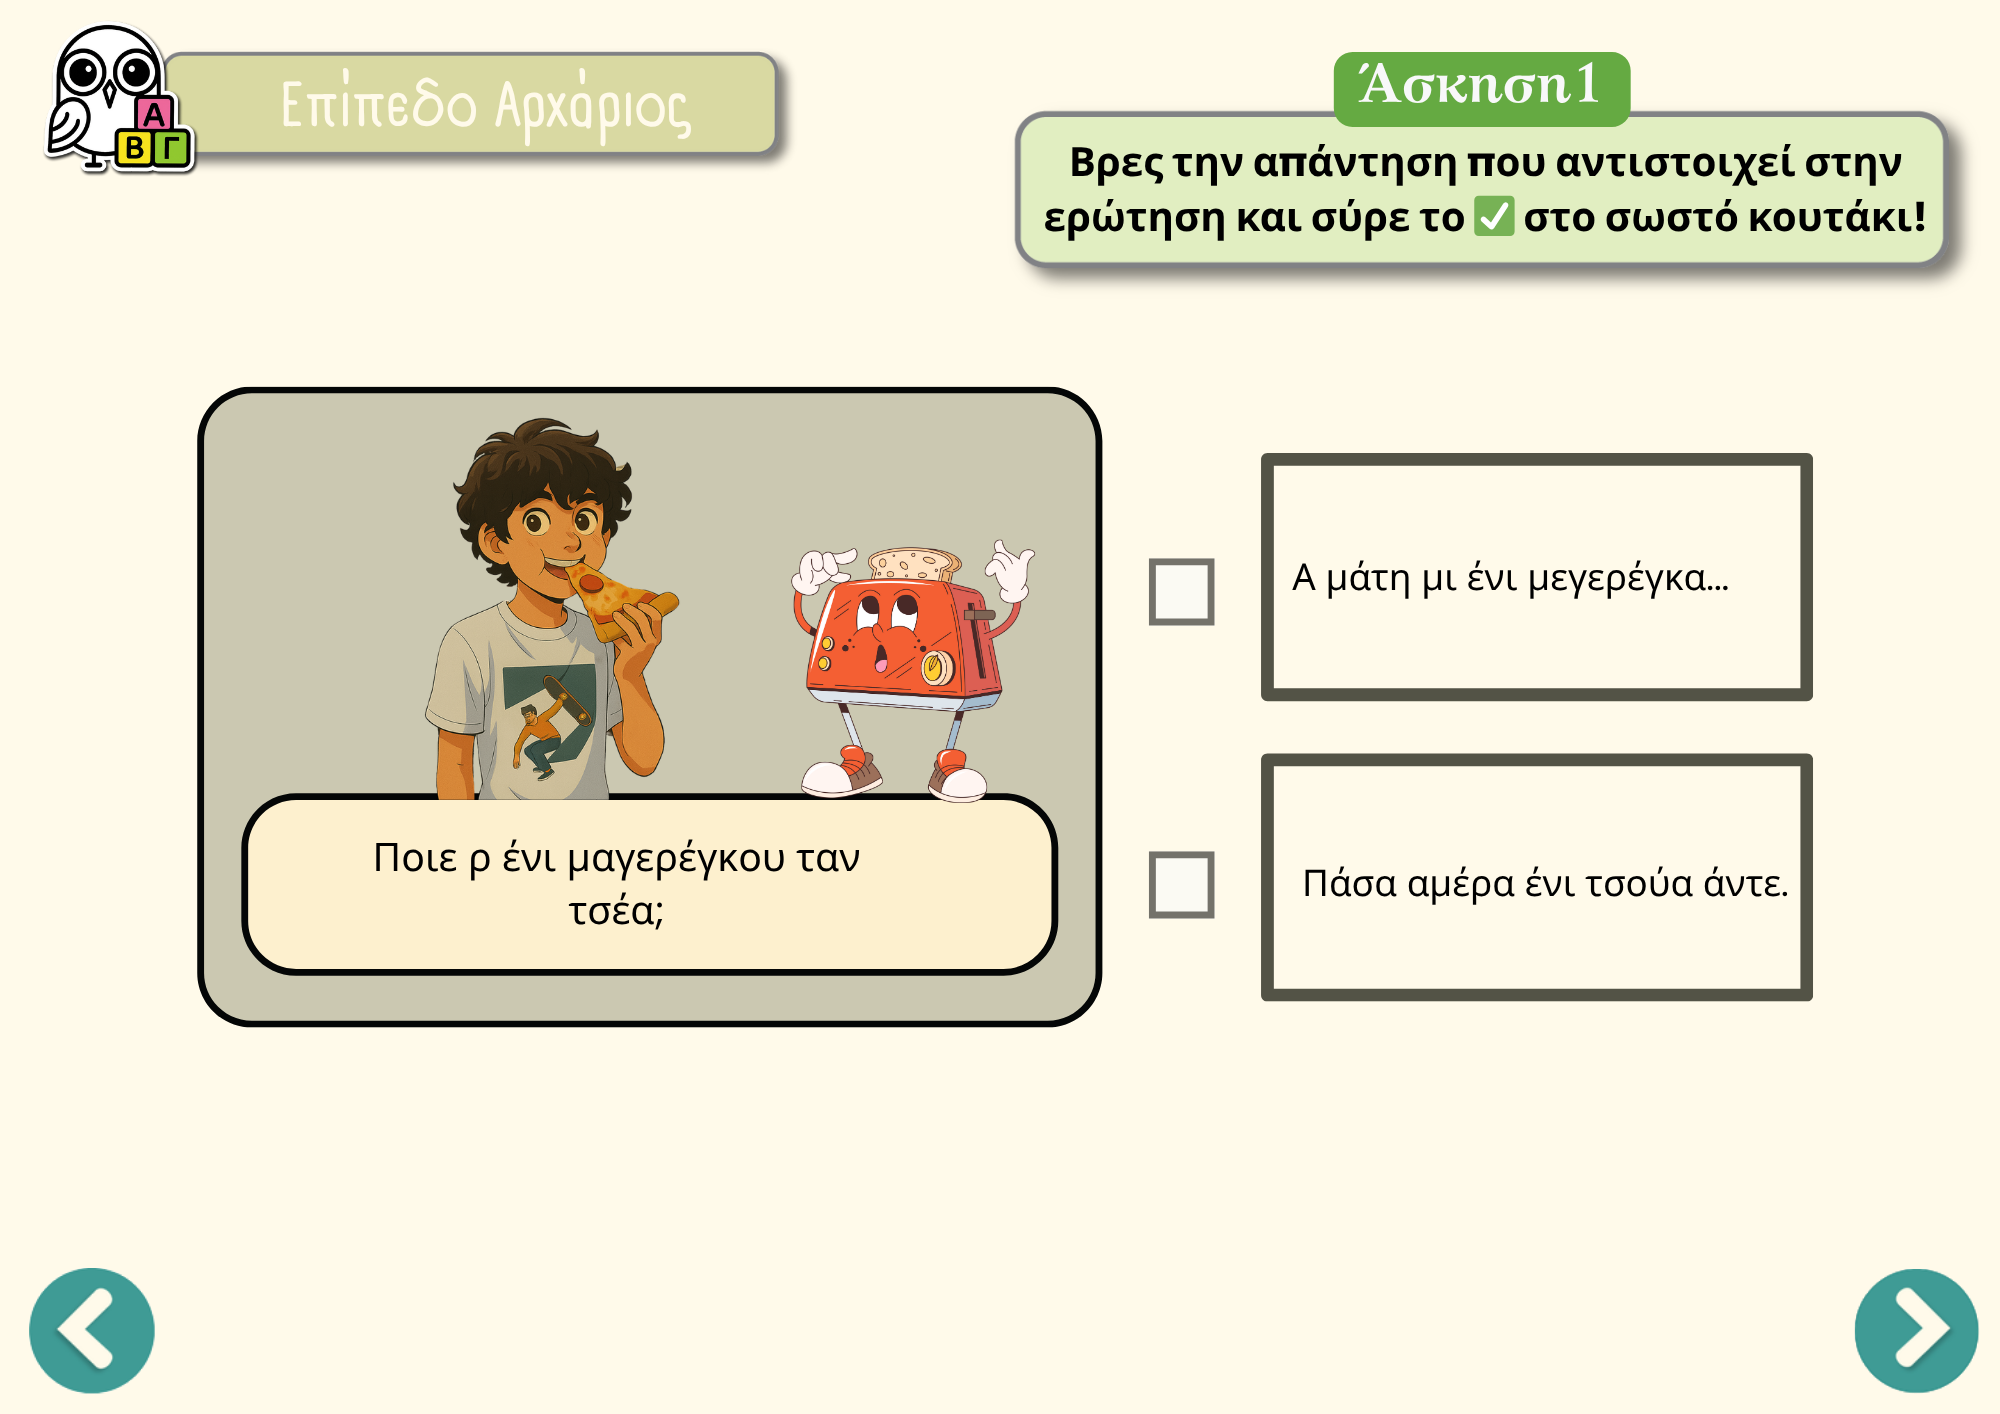 Α
Β Γ
Επίπεδο Αρχάριος
Άσκηση 1
Βρες την απάντηση που αντιστοιχεί στην
ερώτηση και σύρε το ✅ στο σωστό κουτάκι!
Ποιε ρ ένι μαγερέγκου ταν
τσέα;
Α μάτη μι ένι μεγερέγκα...
Πάσα αμέρα ένι τσούα άντε.